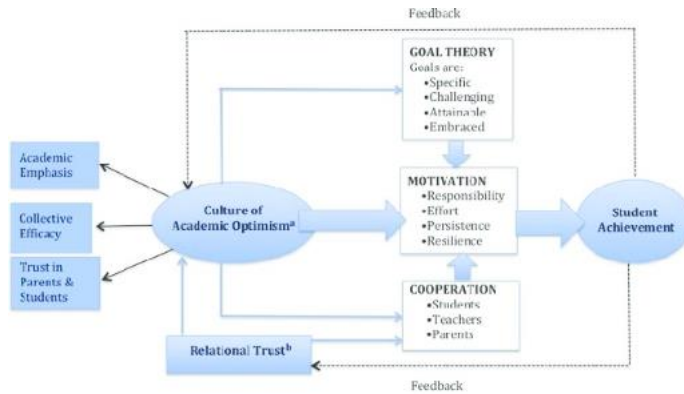 Feedback
GOAL THEORY
Goals are:
•Specific
•Challenging
•Attainable
•Embraced
Academic
Emphasis
Collective
Efficacy
Trust in
Parents &
Students
Culture of
Academic Optimismᵃ
MOTIVATION
•Responsibility
•Effort
•Persistence
•Resilience
Student
Achievement
COOPERATION
•Students
•Teachers
•Parents
Relational Trustᵇ
Feedback